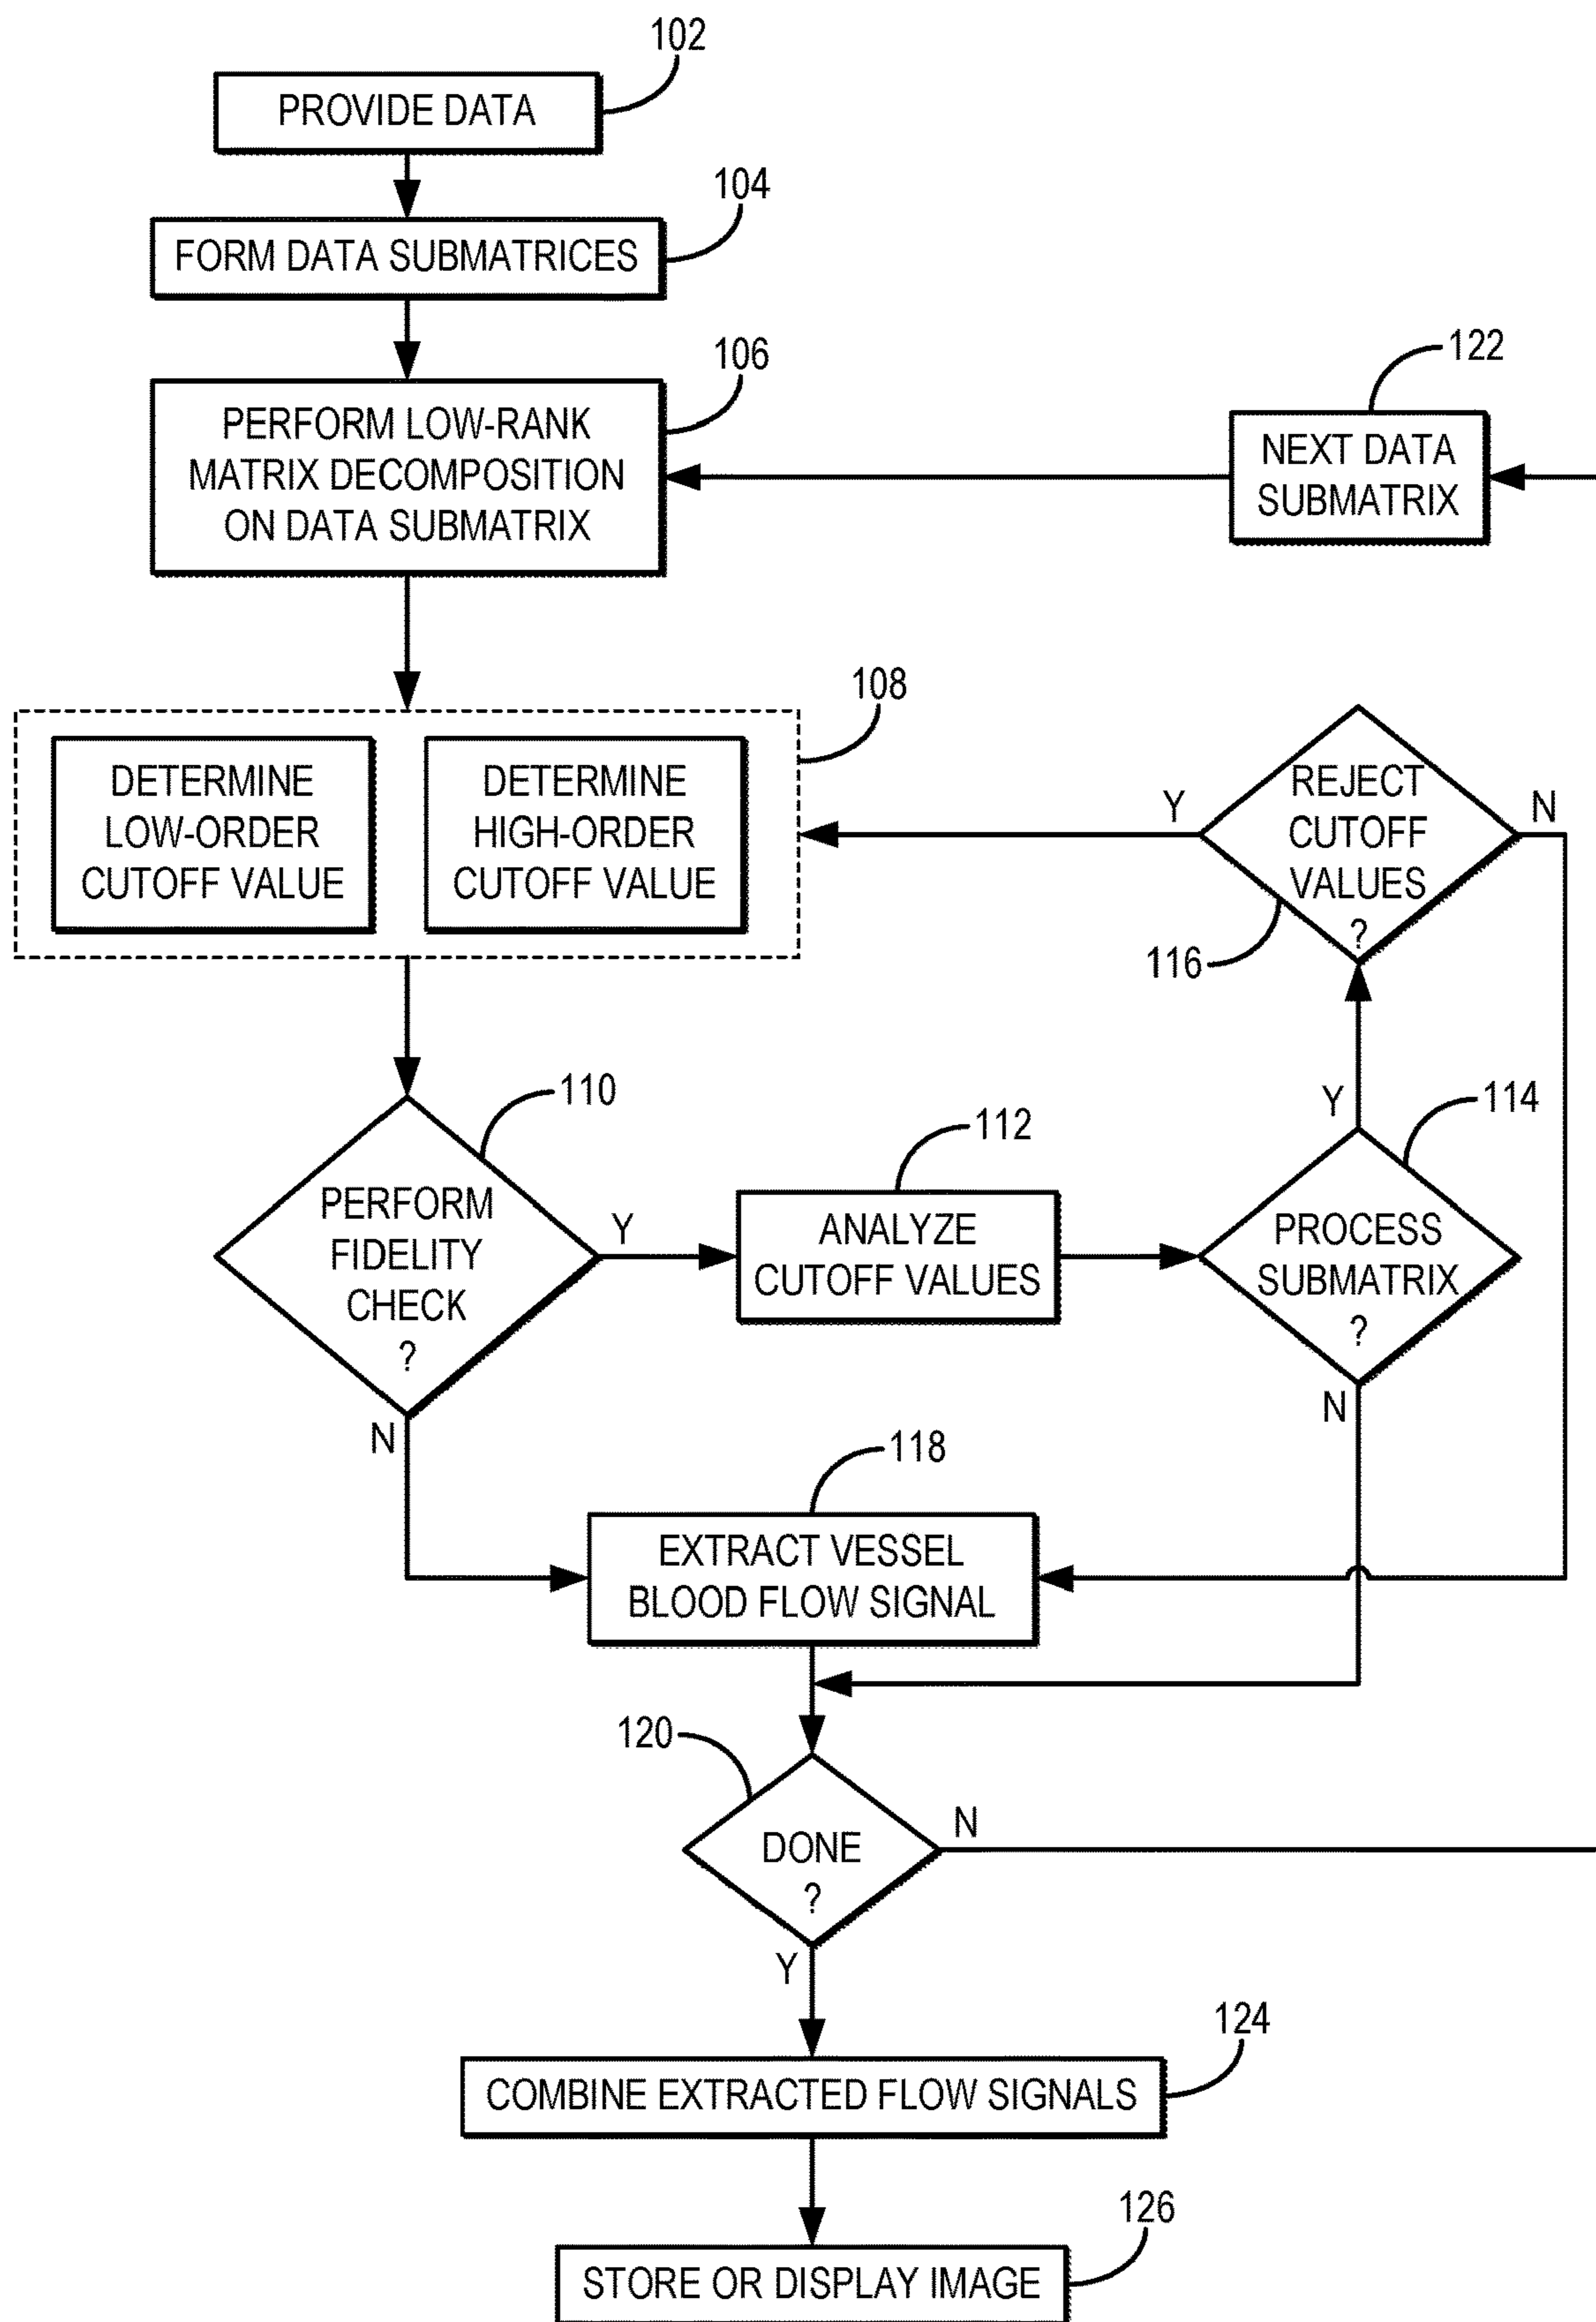 102
PROVIDE DATA
104
FORM DATA SUBMATRICES
106
PERFORM LOW-RANK
MATRIX DECOMPOSITION
ON DATA SUBMATRIX
122
NEXT DATA
SUBMATRIX
108
DETERMINE
LOW-ORDER
CUTOFF VALUE
DETERMINE
HIGH-ORDER
CUTOFF VALUE
Y
REJECT
CUTOFF
VALUES
?
N
116
110
PERFORM
FIDELITY
CHECK
?
Y
N
112
ANALYZE
CUTOFF VALUES
Y
114
PROCESS
SUBMATRIX
?
N
118
EXTRACT VESSEL
BLOOD FLOW SIGNAL
120
DONE
?
N
Y
124
COMBINE EXTRACTED FLOW SIGNALS
126
STORE OR DISPLAY IMAGE